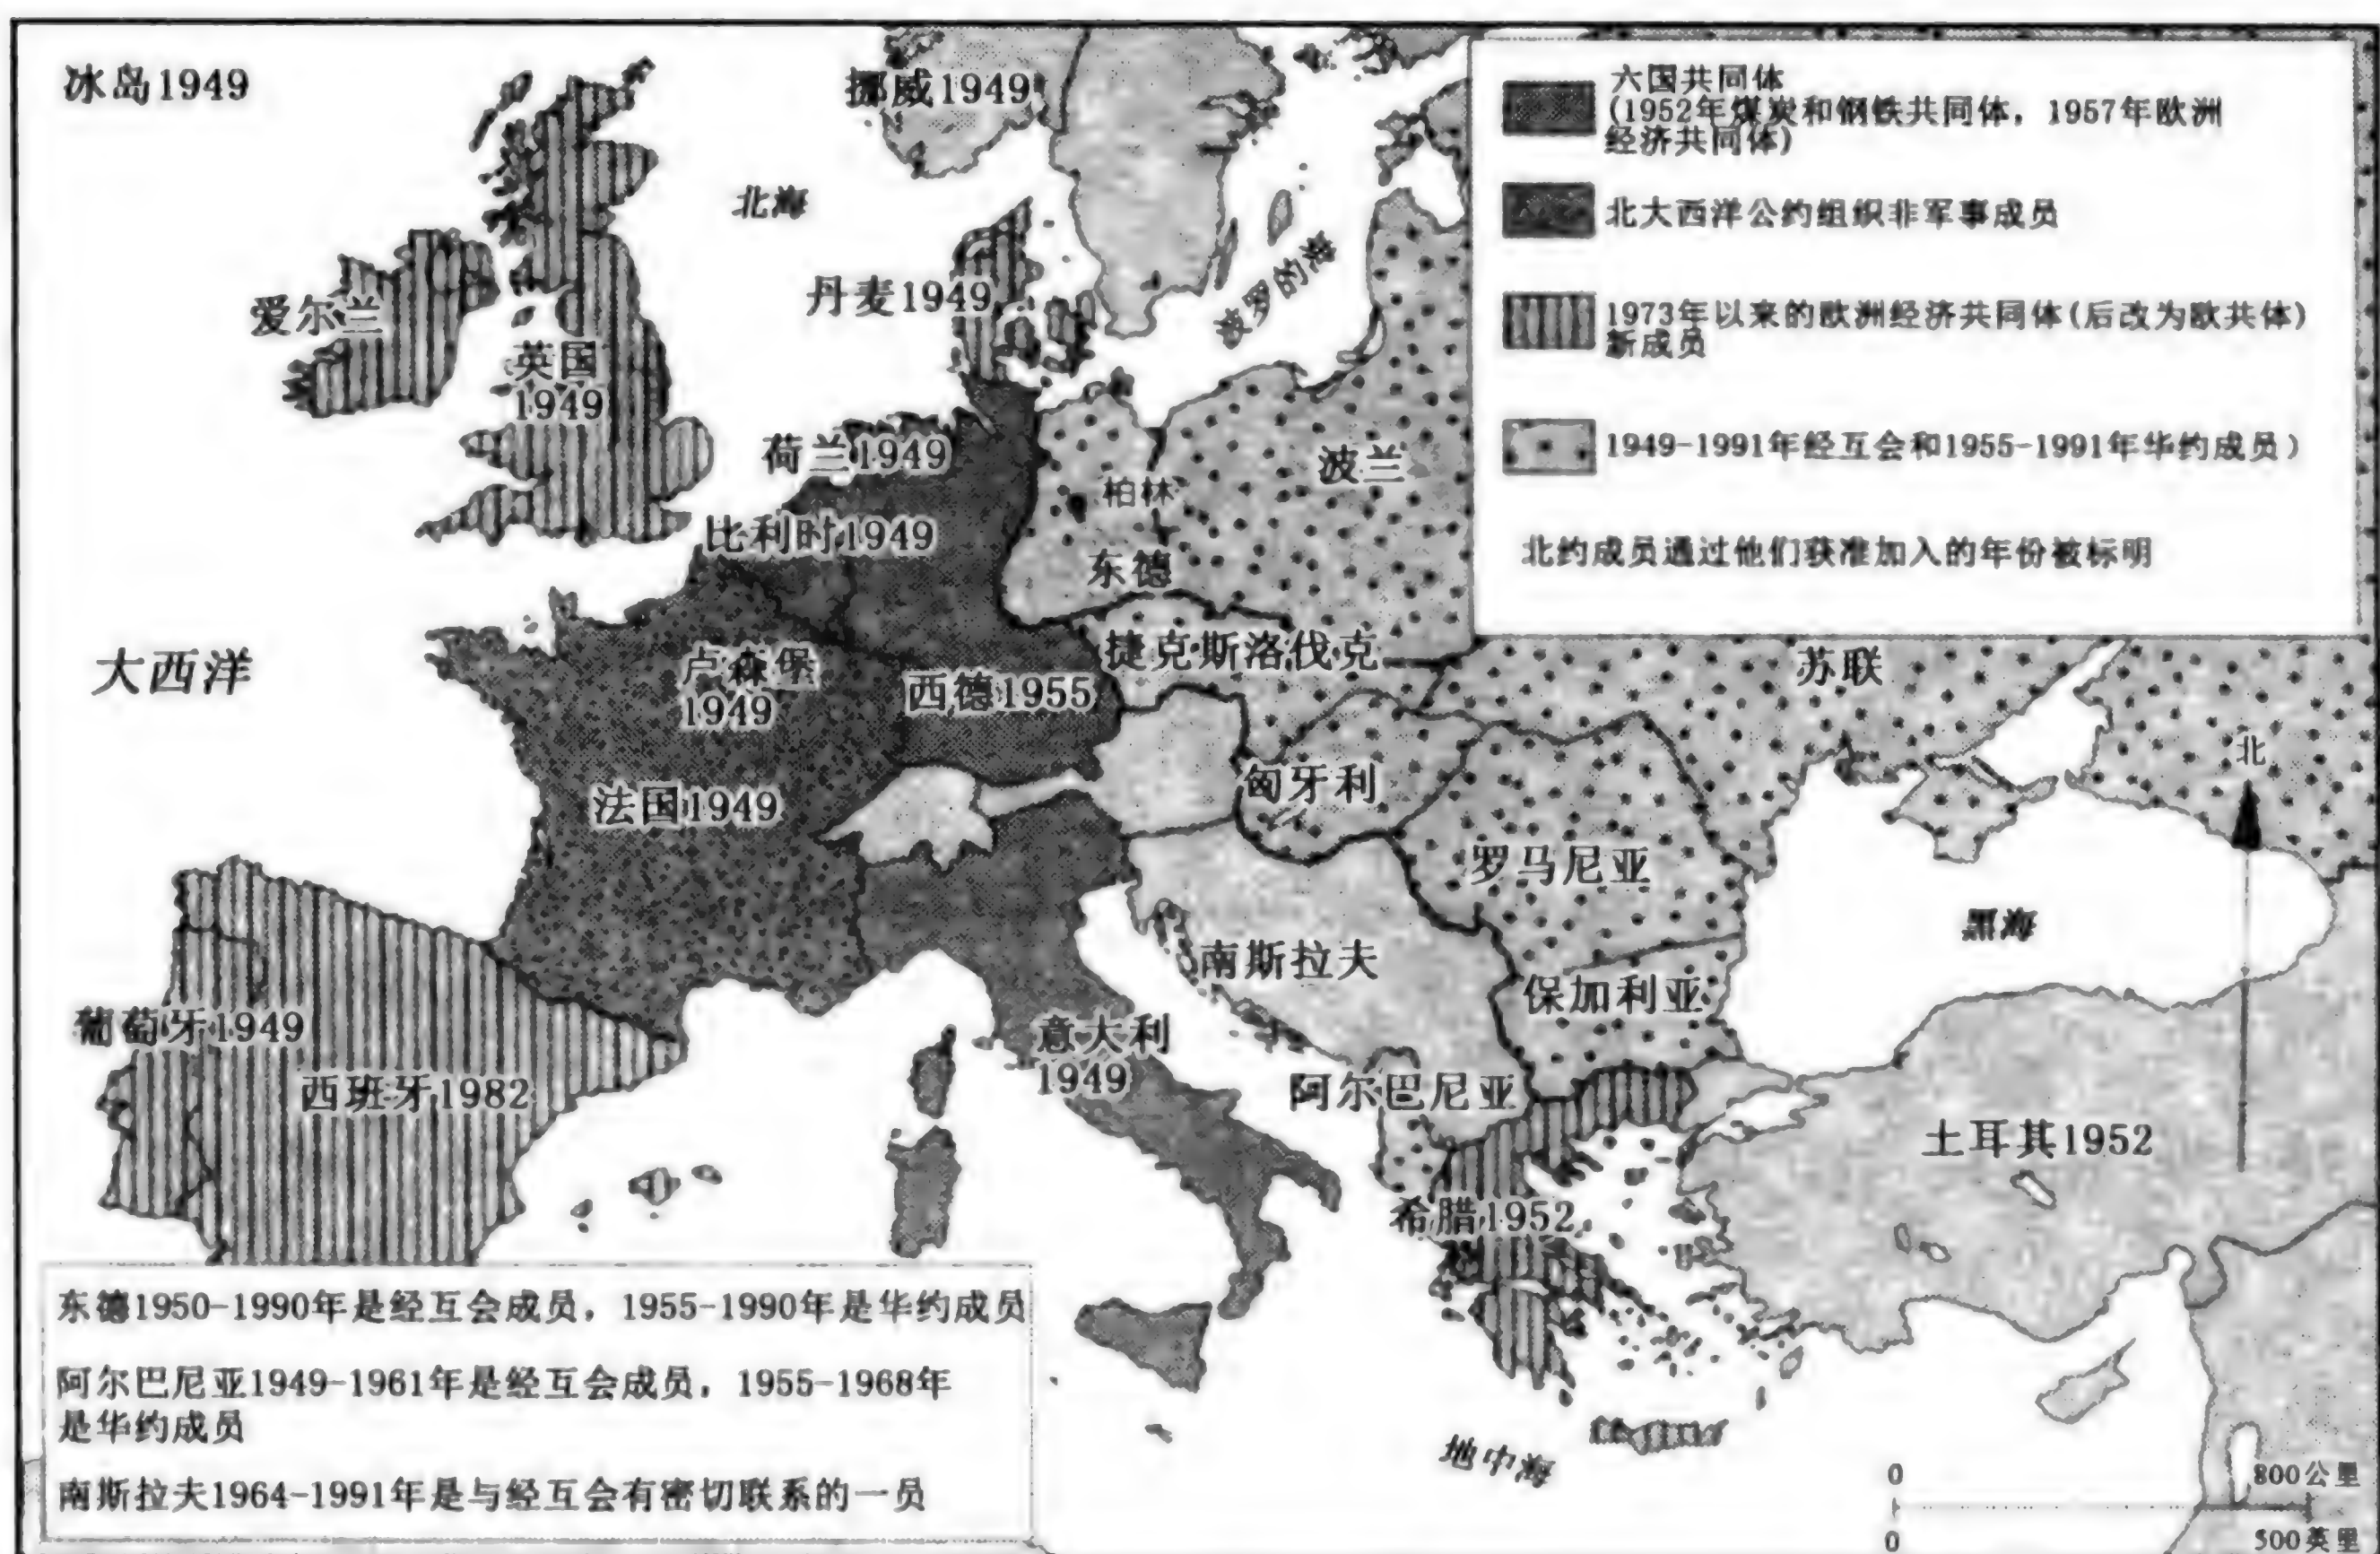 冰岛1949
挪威1949
北海
爱尔兰
英国
1949
丹麦1949
波罗的海
荷兰1949
比利时1949
柏林
波兰
东德
大西洋
卢森堡
1949
西德1955
捷克斯洛伐克
苏联
法国1949
匈牙利
罗马尼亚
北
黑海
南斯拉夫
保加利亚
葡萄牙1949
西班牙1982
意大利
1949
阿尔巴尼亚
土耳其1952
希腊1952
地中海
六国共同体
(1952年煤炭和钢铁共同体，1957年欧洲
经济共同体)
北大西洋公约组织非军事成员
1973年以来的欧洲经济共同体(后改为欧共体)
新成员
1949-1991年经互会和1955-1991年华约成员)
北约成员通过他们获准加入的年份被标明
东德1950-1990年是经互会成员，1955-1990年是华约成员
阿尔巴尼亚1949-1961年是经互会成员，1955-1968年
是华约成员
南斯拉夫1964-1991年是与经互会有密切联系的一员
0
800公里
0
500英里